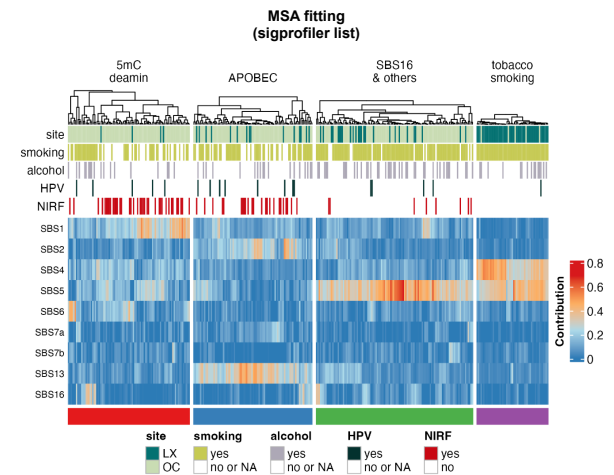 MSA fitting
(sigprofiler list)
5mC
deamin
APOBEC
SBS16
& others
tobacco
smoking
site
smoking
alcohol
HPV
NIRF
SBS1
SBS2
SBS4
SBS5
SBS6
SBS7a
SBS7b
SBS13
SBS16
Contribution
0.8
0.6
0.4
0.2
0
site smoking alcohol HPV NIRF
LX yes yes yes yes
OC no or NA no or NA no or NA no